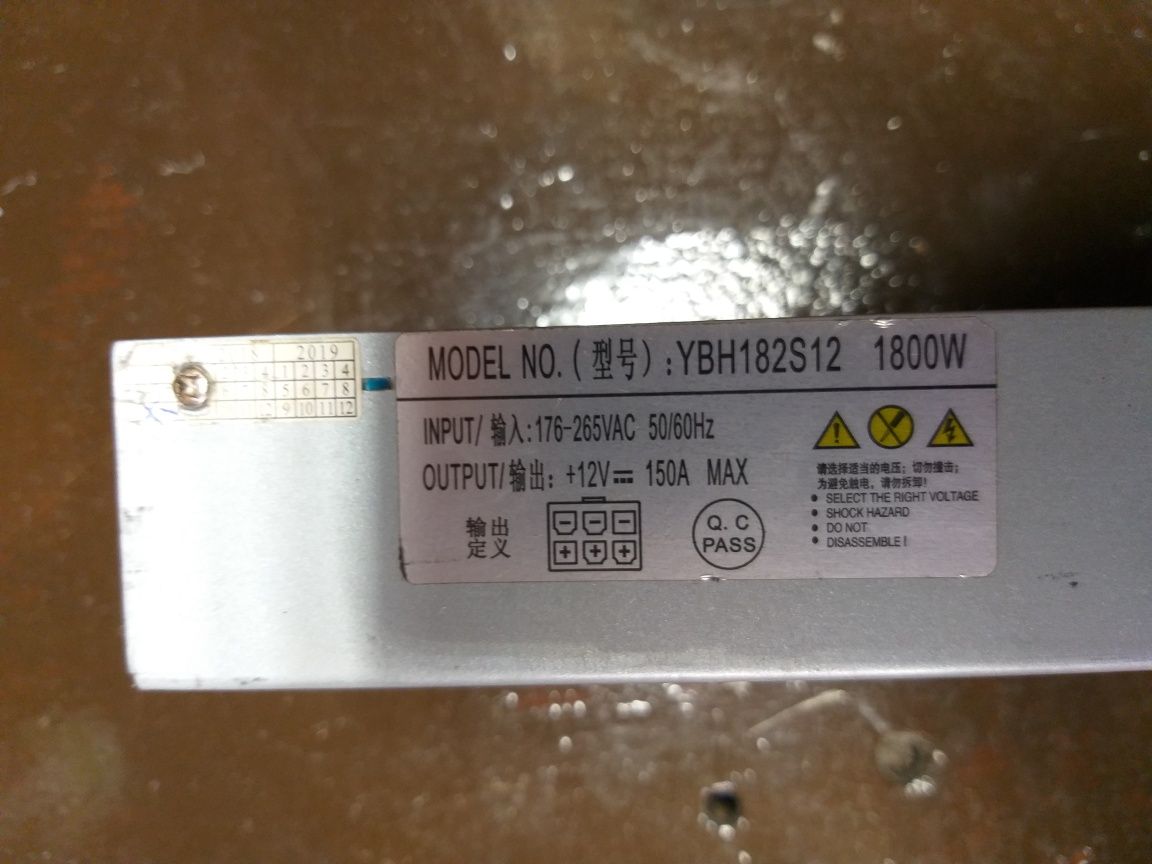 2019
1 2 3 4
8 5 6 7 8
12 9 10 11 12
MODEL NO.(型号):YBH182S12 1800W
INPUT/输入:176-265VAC 50/60Hz
OUTPUT/输出: +12V⎓ 150A MAX
输出
定义
Q.C
PASS
请选择适当的电压; 切勿撞击;
为避免触电, 请勿拆卸!
• SELECT THE RIGHT VOLTAGE
• SHOCK HAZARD
• DO NOT
• DISASSEMBLE!